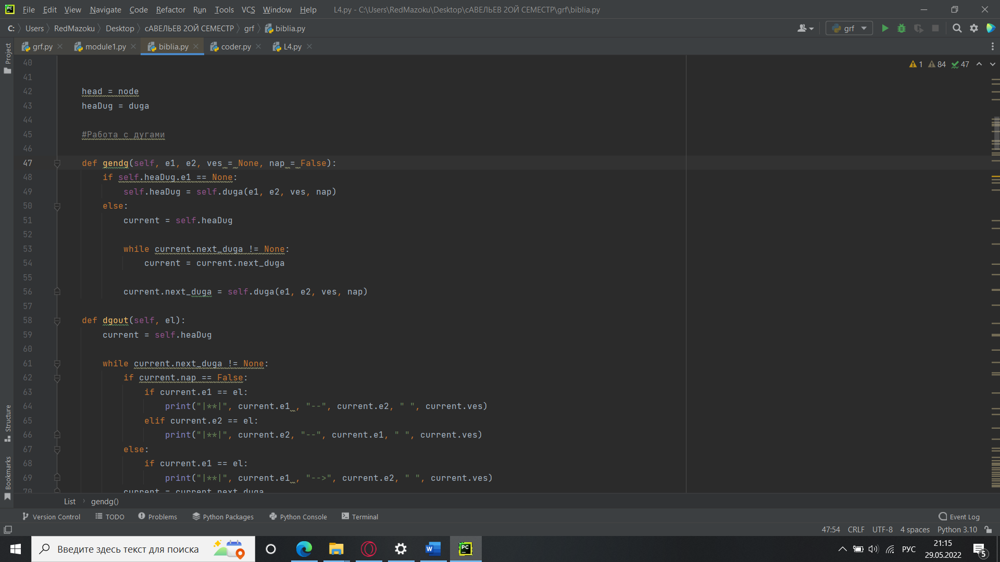 File Edit View Navigate Code Refactor Run Tools VCS Window Help L4.py - C:\Users\RedMazoku\Desktop\сАВЕЛЬЕВ 2ОЙ СЕМЕСТР\grf\biblia.py
C: Users RedMazoku Desktop сАВЕЛЬЕВ 2ОЙ СЕМЕСТР grf biblia.py grf
grf.py module1.py biblia.py coder.py L4.py
Project
1 84 47
40
41
42 head = node
43 heaDug = duga
44
45 #Работа с дугами
46
47 def gendg(self, e1, e2, ves = None, nap = False):
48 if self.heaDug.e1 == None:
49 self.heaDug = self.duga(e1, e2, ves, nap)
50 else:
51 current = self.heaDug
52
53 while current.next_duga != None:
54 current = current.next_duga
55
56 current.next_duga = self.duga(e1, e2, ves, nap)
57
58 def dgout(self, el):
59 current = self.heaDug
60
61 while current.next_duga != None:
62 if current.nap == False:
63 if current.e1 == el:
64 print("|**|", current.e1 , "--", current.e2, " ", current.ves)
65 elif current.e2 == el:
66 print("|**|", current.e2, "--", current.e1, " ", current.ves)
67 else:
68 if current.e1 == el:
69 print("|**|", current.e1 , "-->", current.e2, " ", current.ves)
70 current = current.next_duga
Structure
Bookmarks
List gendg()
Version Control TODO Problems Python Packages Python Console Terminal Event Log
47:54 CRLF UTF-8 4 spaces Python 3.10
Введите здесь текст для поиска
РУС
21:15
29.05.2022
5